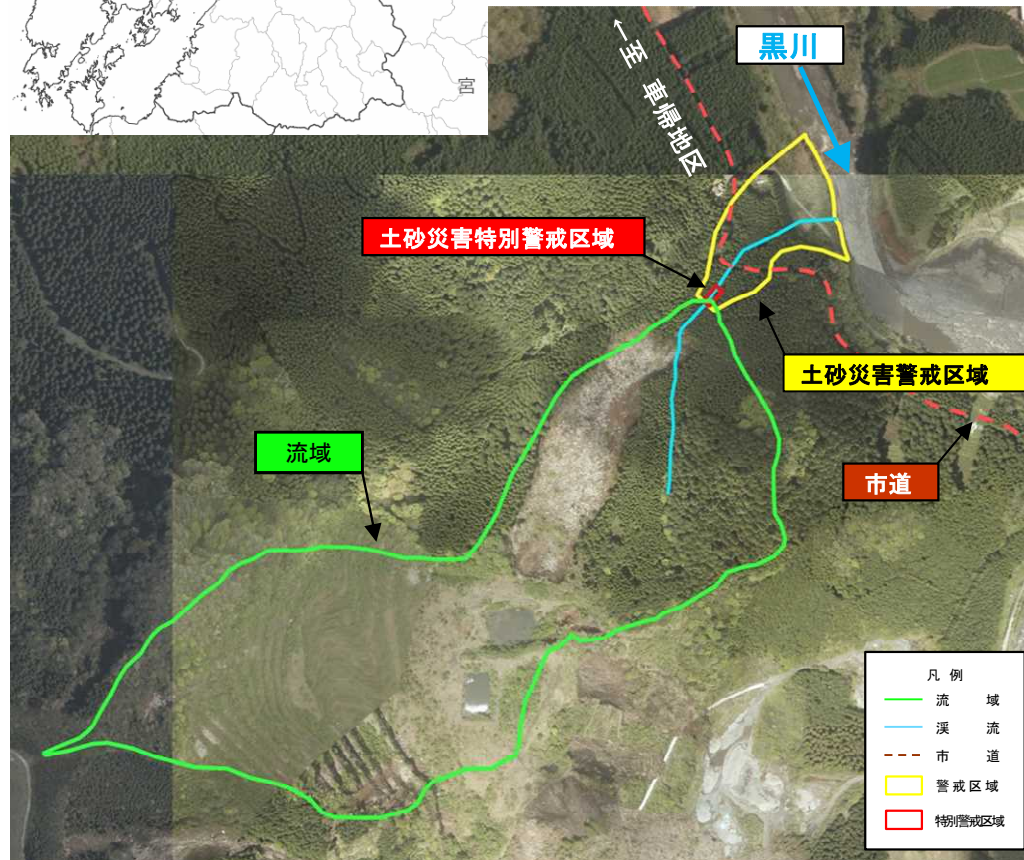 宮
黒川
←至 車帰地区
土砂災害特別警戒区域
土砂災害警戒区域
流域
市道
凡 例
流 域
渓 流
市 道
警戒区域
特別警戒区域